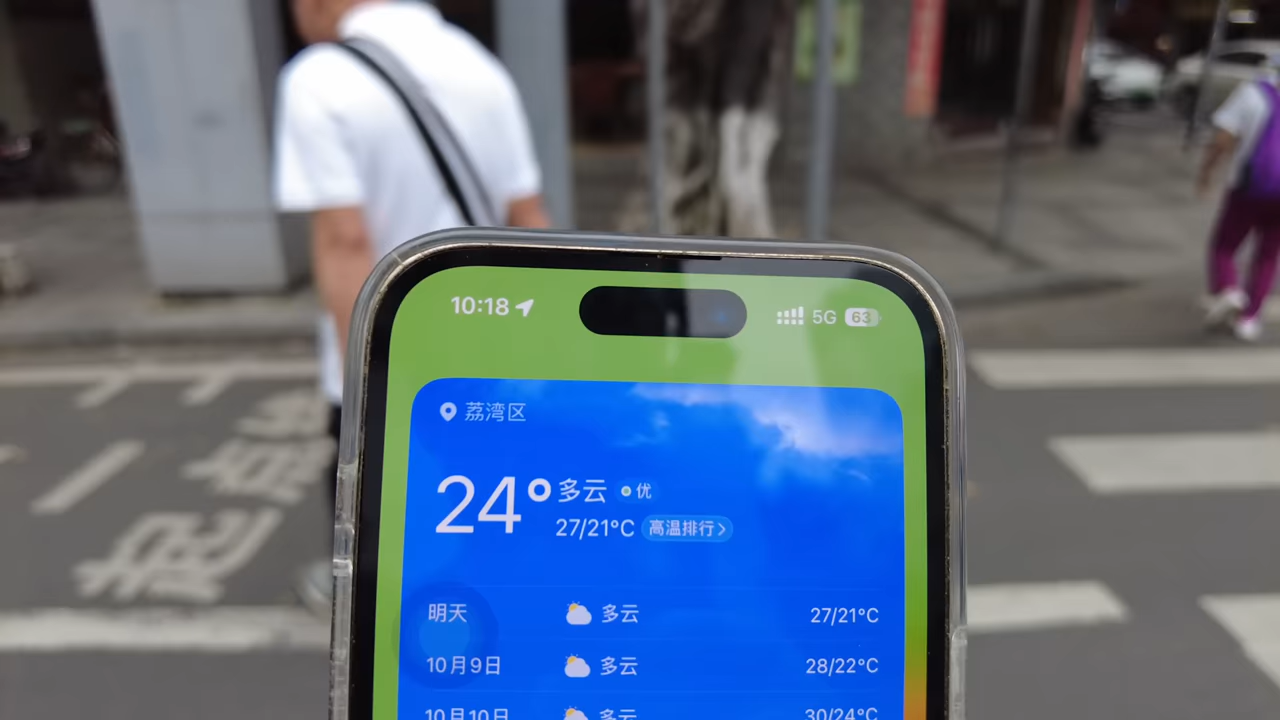 10:18
5G 63
荔湾区
24° 多云 优
27/21°C 高温排行
明天 多云 27/21°C
10月9日 多云 28/22°C
10月10日 多云 30/24°C